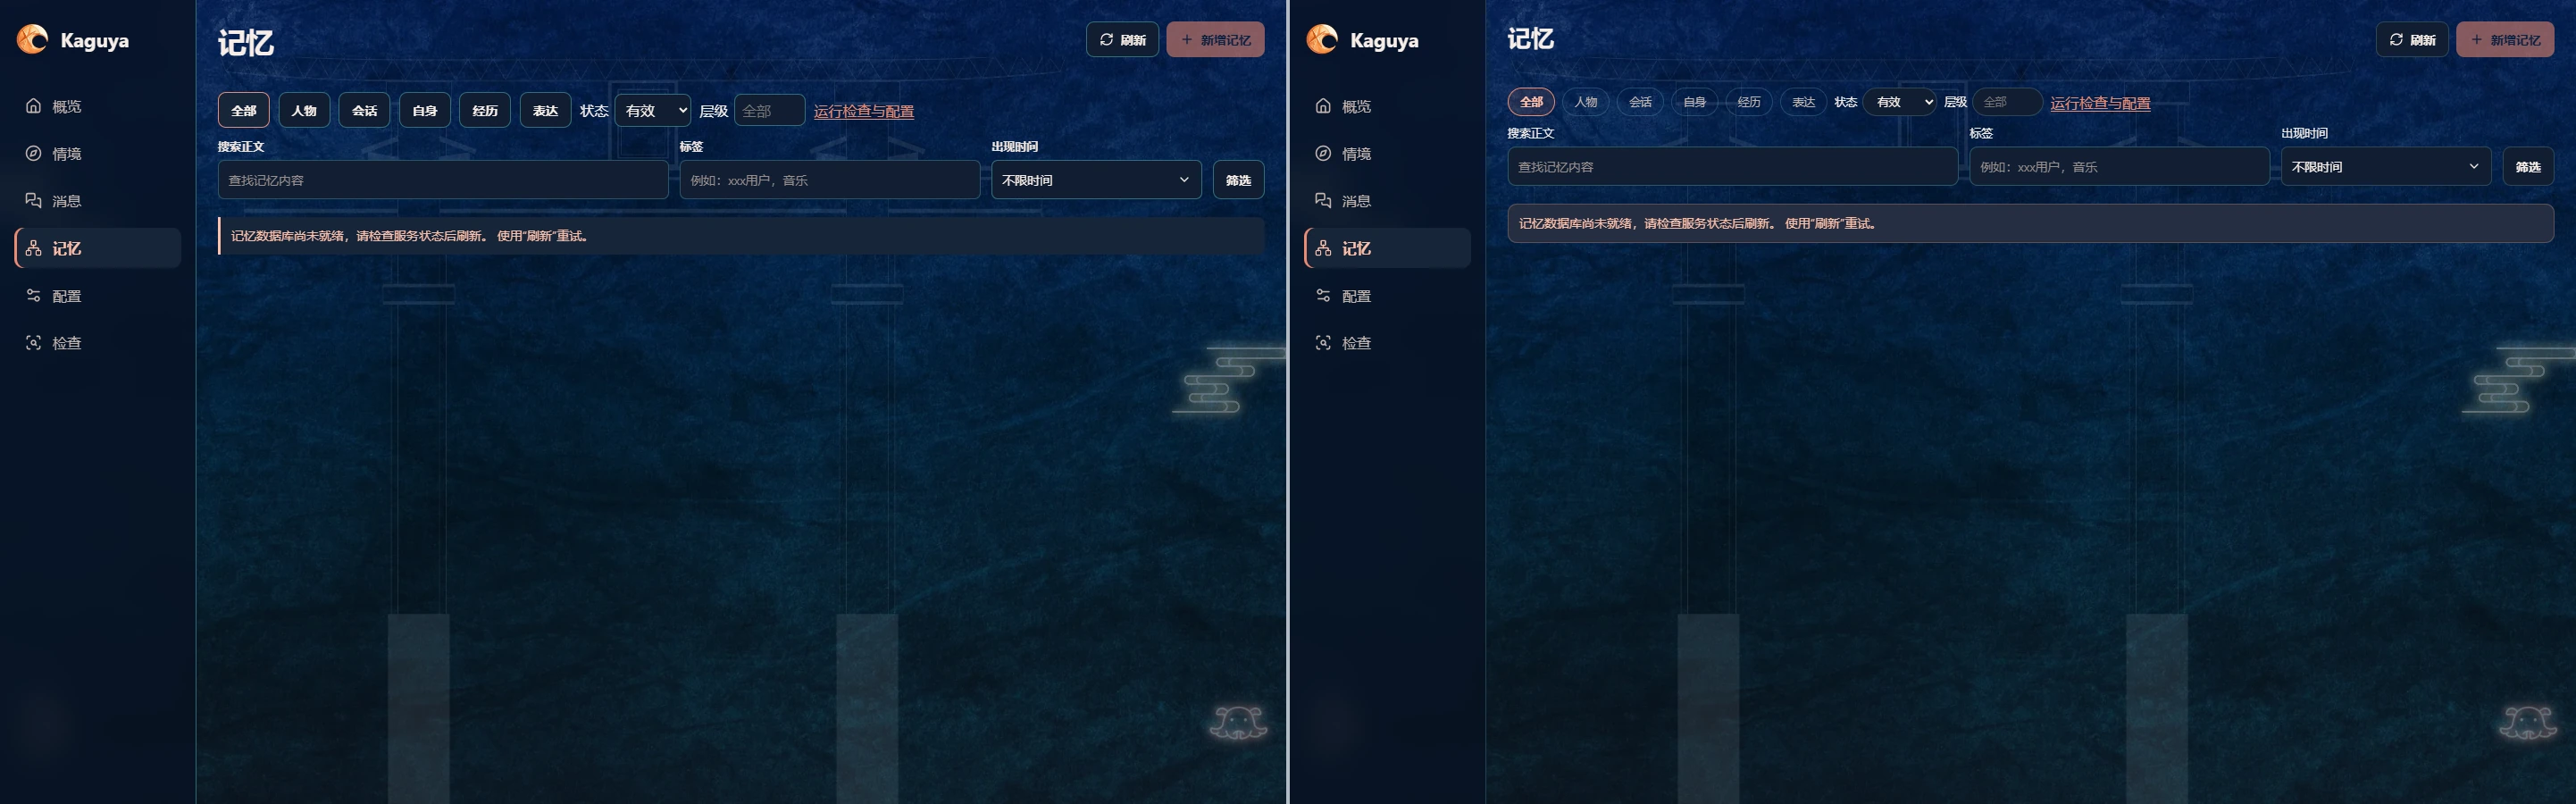 Kaguya
概览
情境
消息
记忆
配置
检查
记忆
刷新
+ 新增记忆
全部 人物 会话 自身 经历 表达 状态 有效 层级 全部 运行检查与配置
搜索正文 标签 出现时间
查找记忆内容 例如：xxx用户，音乐 不限时间 筛选
记忆数据库尚未就绪，请检查服务状态后刷新。 使用“刷新”重试。
Kaguya
概览
情境
消息
记忆
配置
检查
记忆
刷新
+ 新增记忆
全部 人物 会话 自身 经历 表达 状态 有效 层级 全部 运行检查与配置
搜索正文 标签 出现时间
查找记忆内容 例如：xxx用户，音乐 不限时间 筛选
记忆数据库尚未就绪，请检查服务状态后刷新。 使用“刷新”重试。